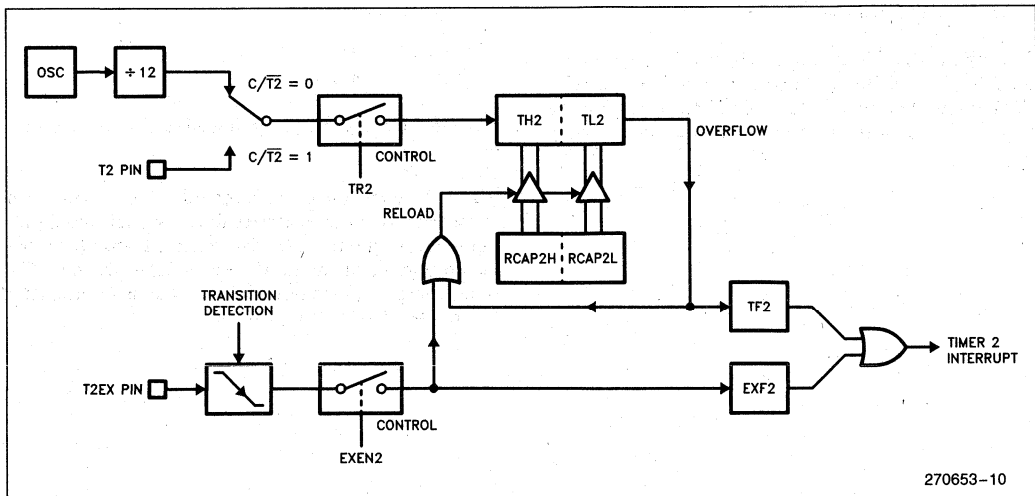 OSC
÷ 12
C/T2̅ = 0
TH2
TL2
OVERFLOW
T2 PIN
C/T2̅ = 1
CONTROL
TR2
RELOAD
RCAP2H
RCAP2L
TRANSITION
DETECTION
TF2
TIMER 2
INTERRUPT
T2EX PIN
EXF2
CONTROL
EXEN2
270653–10